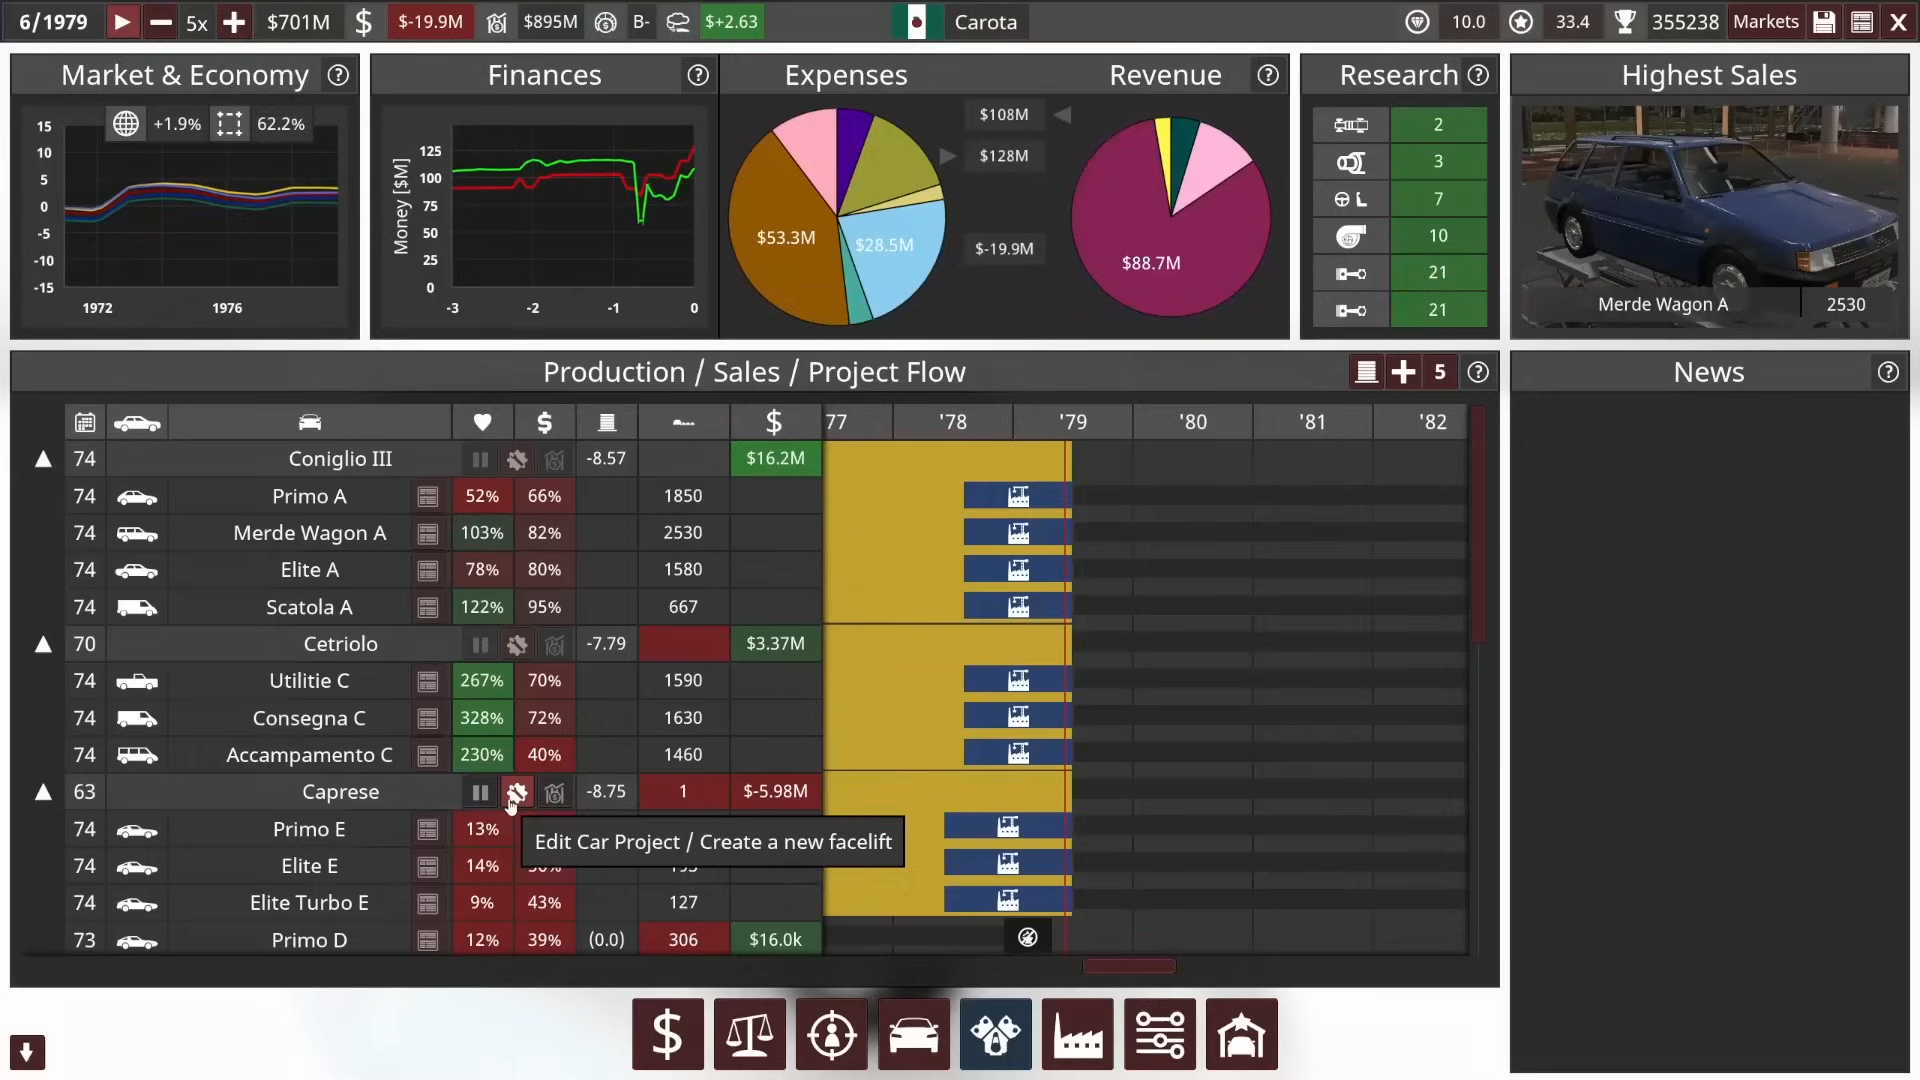 6/1979 5x $701M $ $-19.9M $895M B- $+2.63 Carota 10.0 33.4 355238 Markets
Market & Economy
+1.9% 62.2%
15
10
5
0
-5
-10
-15
1972 1976
Finances
Money [$M]
125
100
75
50
25
0
-3 -2 -1 0
Expenses
$53.3M $28.5M
$108M
$128M
$-19.9M
Revenue
$88.7M
Research
2
3
7
10
21
21
Highest Sales
Merde Wagon A 2530
Production / Sales / Project Flow 5
$ $ 77 '78 '79 '80 '81 '82
74 Coniglio III -8.57 $16.2M
74 Primo A 52% 66% 1850
74 Merde Wagon A 103% 82% 2530
74 Elite A 78% 80% 1580
74 Scatola A 122% 95% 667
70 Cetriolo -7.79 $3.37M
74 Utilitie C 267% 70% 1590
74 Consegna C 328% 72% 1630
74 Accampamento C 230% 40% 1460
63 Caprese -8.75 1 $-5.98M
74 Primo E 13%
Edit Car Project / Create a new facelift
74 Elite E 14%
74 Elite Turbo E 9% 43% 127
73 Primo D 12% 39% (0.0) 306 $16.0k
News
$